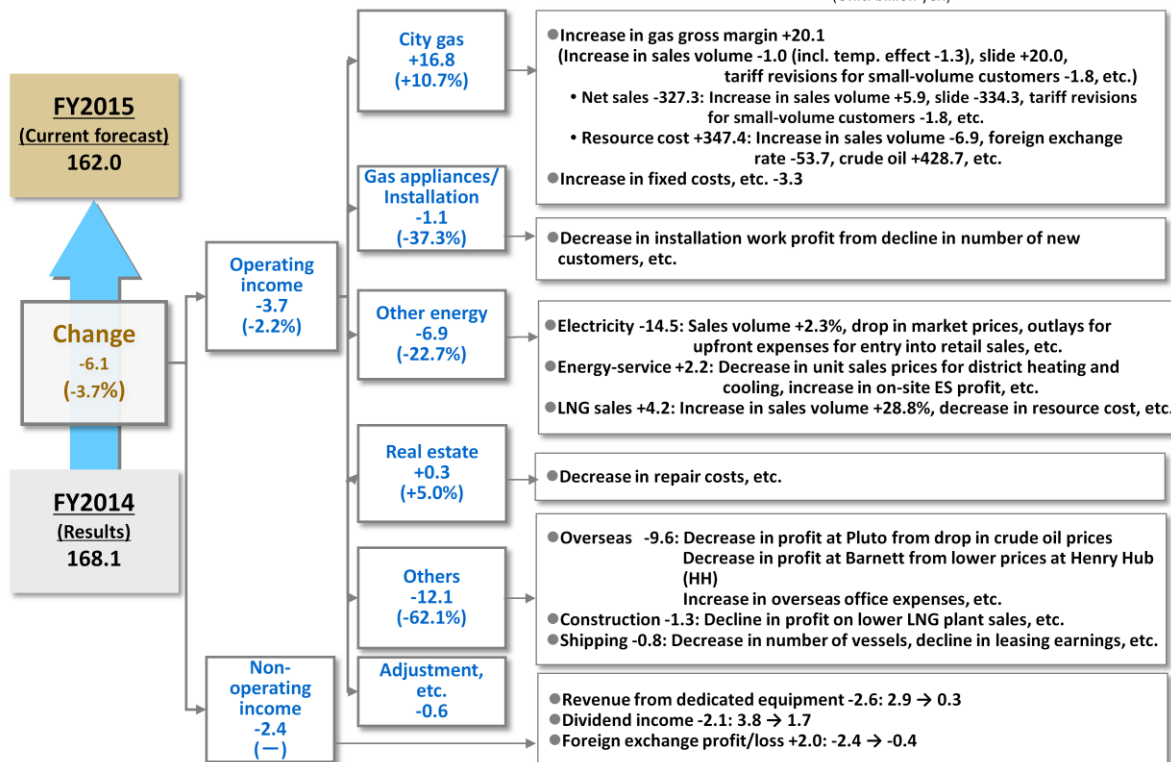 FY2015
(Current forecast)
162.0
Change
-6.1
(-3.7%)
FY2014
(Results)
168.1
Operating
income
-3.7
(-2.2%)
Non-
operating
income
-2.4
(—)
City gas
+16.8
(+10.7%)
Gas appliances/
Installation
-1.1
(-37.3%)
Other energy
-6.9
(-22.7%)
Real estate
+0.3
(+5.0%)
Others
-12.1
(-62.1%)
Adjustment,
etc.
-0.6
●Increase in gas gross margin +20.1
(Increase in sales volume -1.0 (incl. temp. effect -1.3), slide +20.0,
tariff revisions for small-volume customers -1.8, etc.)
• Net sales -327.3: Increase in sales volume +5.9, slide -334.3, tariff revisions
for small-volume customers -1.8, etc.
• Resource cost +347.4: Increase in sales volume -6.9, foreign exchange
rate -53.7, crude oil +428.7, etc.
●Increase in fixed costs, etc. -3.3
●Decrease in installation work profit from decline in number of new
customers, etc.
●Electricity -14.5: Sales volume +2.3%, drop in market prices, outlays for
upfront expenses for entry into retail sales, etc.
●Energy-service +2.2: Decrease in unit sales prices for district heating and
cooling, increase in on-site ES profit, etc.
●LNG sales +4.2: Increase in sales volume +28.8%, decrease in resource cost, etc.
●Decrease in repair costs, etc.
●Overseas -9.6: Decrease in profit at Pluto from drop in crude oil prices
Decrease in profit at Barnett from lower prices at Henry Hub
(HH)
Increase in overseas office expenses, etc.
●Construction -1.3: Decline in profit on lower LNG plant sales, etc.
●Shipping -0.8: Decrease in number of vessels, decline in leasing earnings, etc.
●Revenue from dedicated equipment -2.6: 2.9 → 0.3
●Dividend income -2.1: 3.8 → 1.7
●Foreign exchange profit/loss +2.0: -2.4 → -0.4